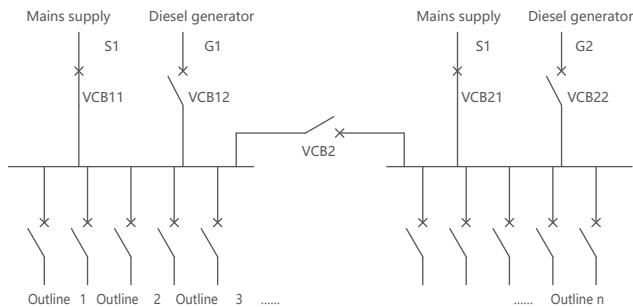 Mains supply Diesel generator Mains supply Diesel generator
S1 G1 S1 G2
VCB11 VCB12 VCB21 VCB22
VCB2
Outline 1 Outline 2 Outline 3 ...... ...... Outline n